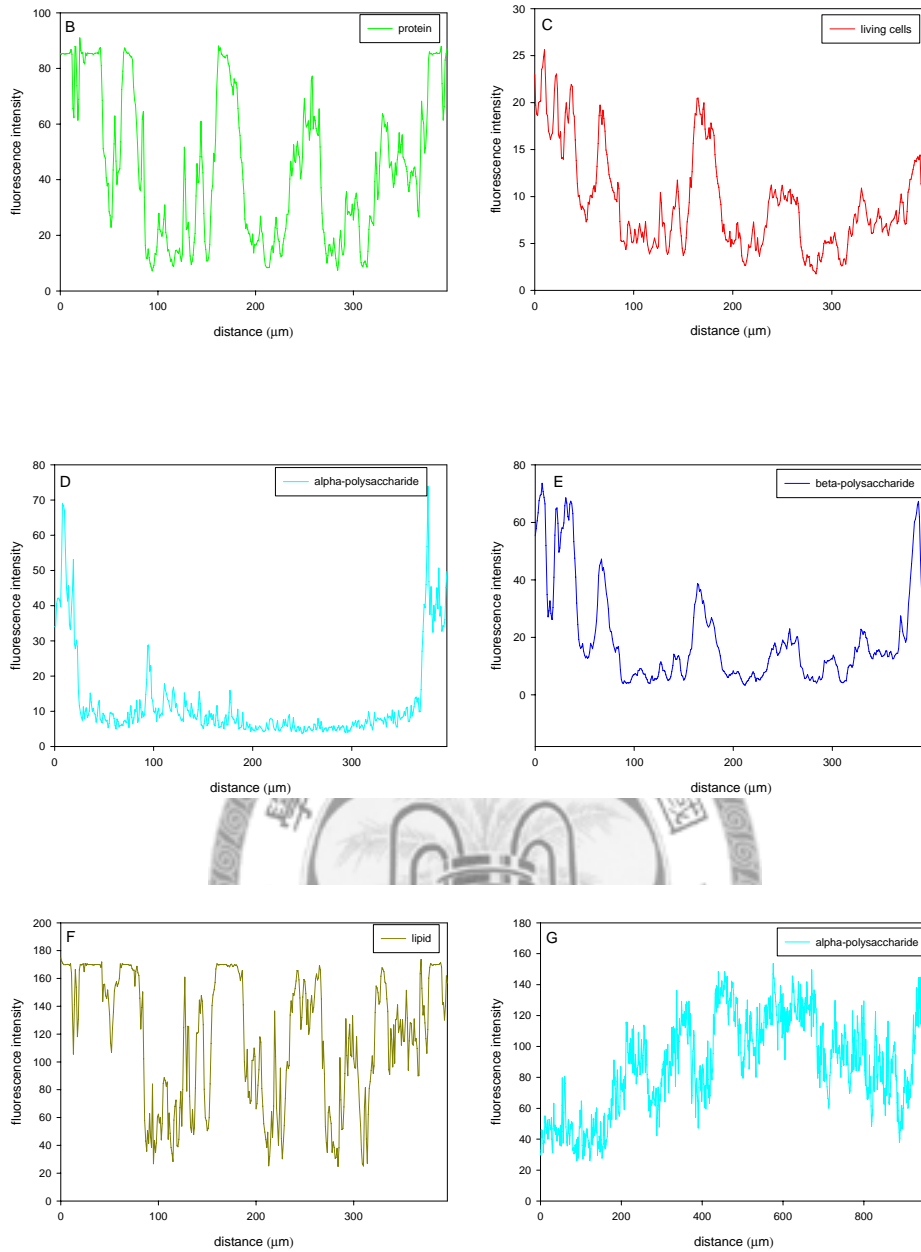 B
protein
fluorescence intensity
100
80
60
40
20
0
0 100 200 300
distance (μm)
C
living cells
fluorescence intensity
30
25
20
15
10
5
0
0 100 200 300
distance (μm)
D
alpha-polysaccharide
fluorescence intensity
80
70
60
50
40
30
20
10
0
0 100 200 300
distance (μm)
E
beta-polysaccharide
fluorescence intensity
80
60
40
20
0
0 100 200 300
distance (μm)
F
lipid
fluorescence intensity
200
180
160
140
120
100
80
60
40
20
0
0 100 200 300
distance (μm)
G
alpha-polysaccharide
fluorescence intensity
180
160
140
120
100
80
60
40
20
0
0 200 400 600 800
distance (μm)